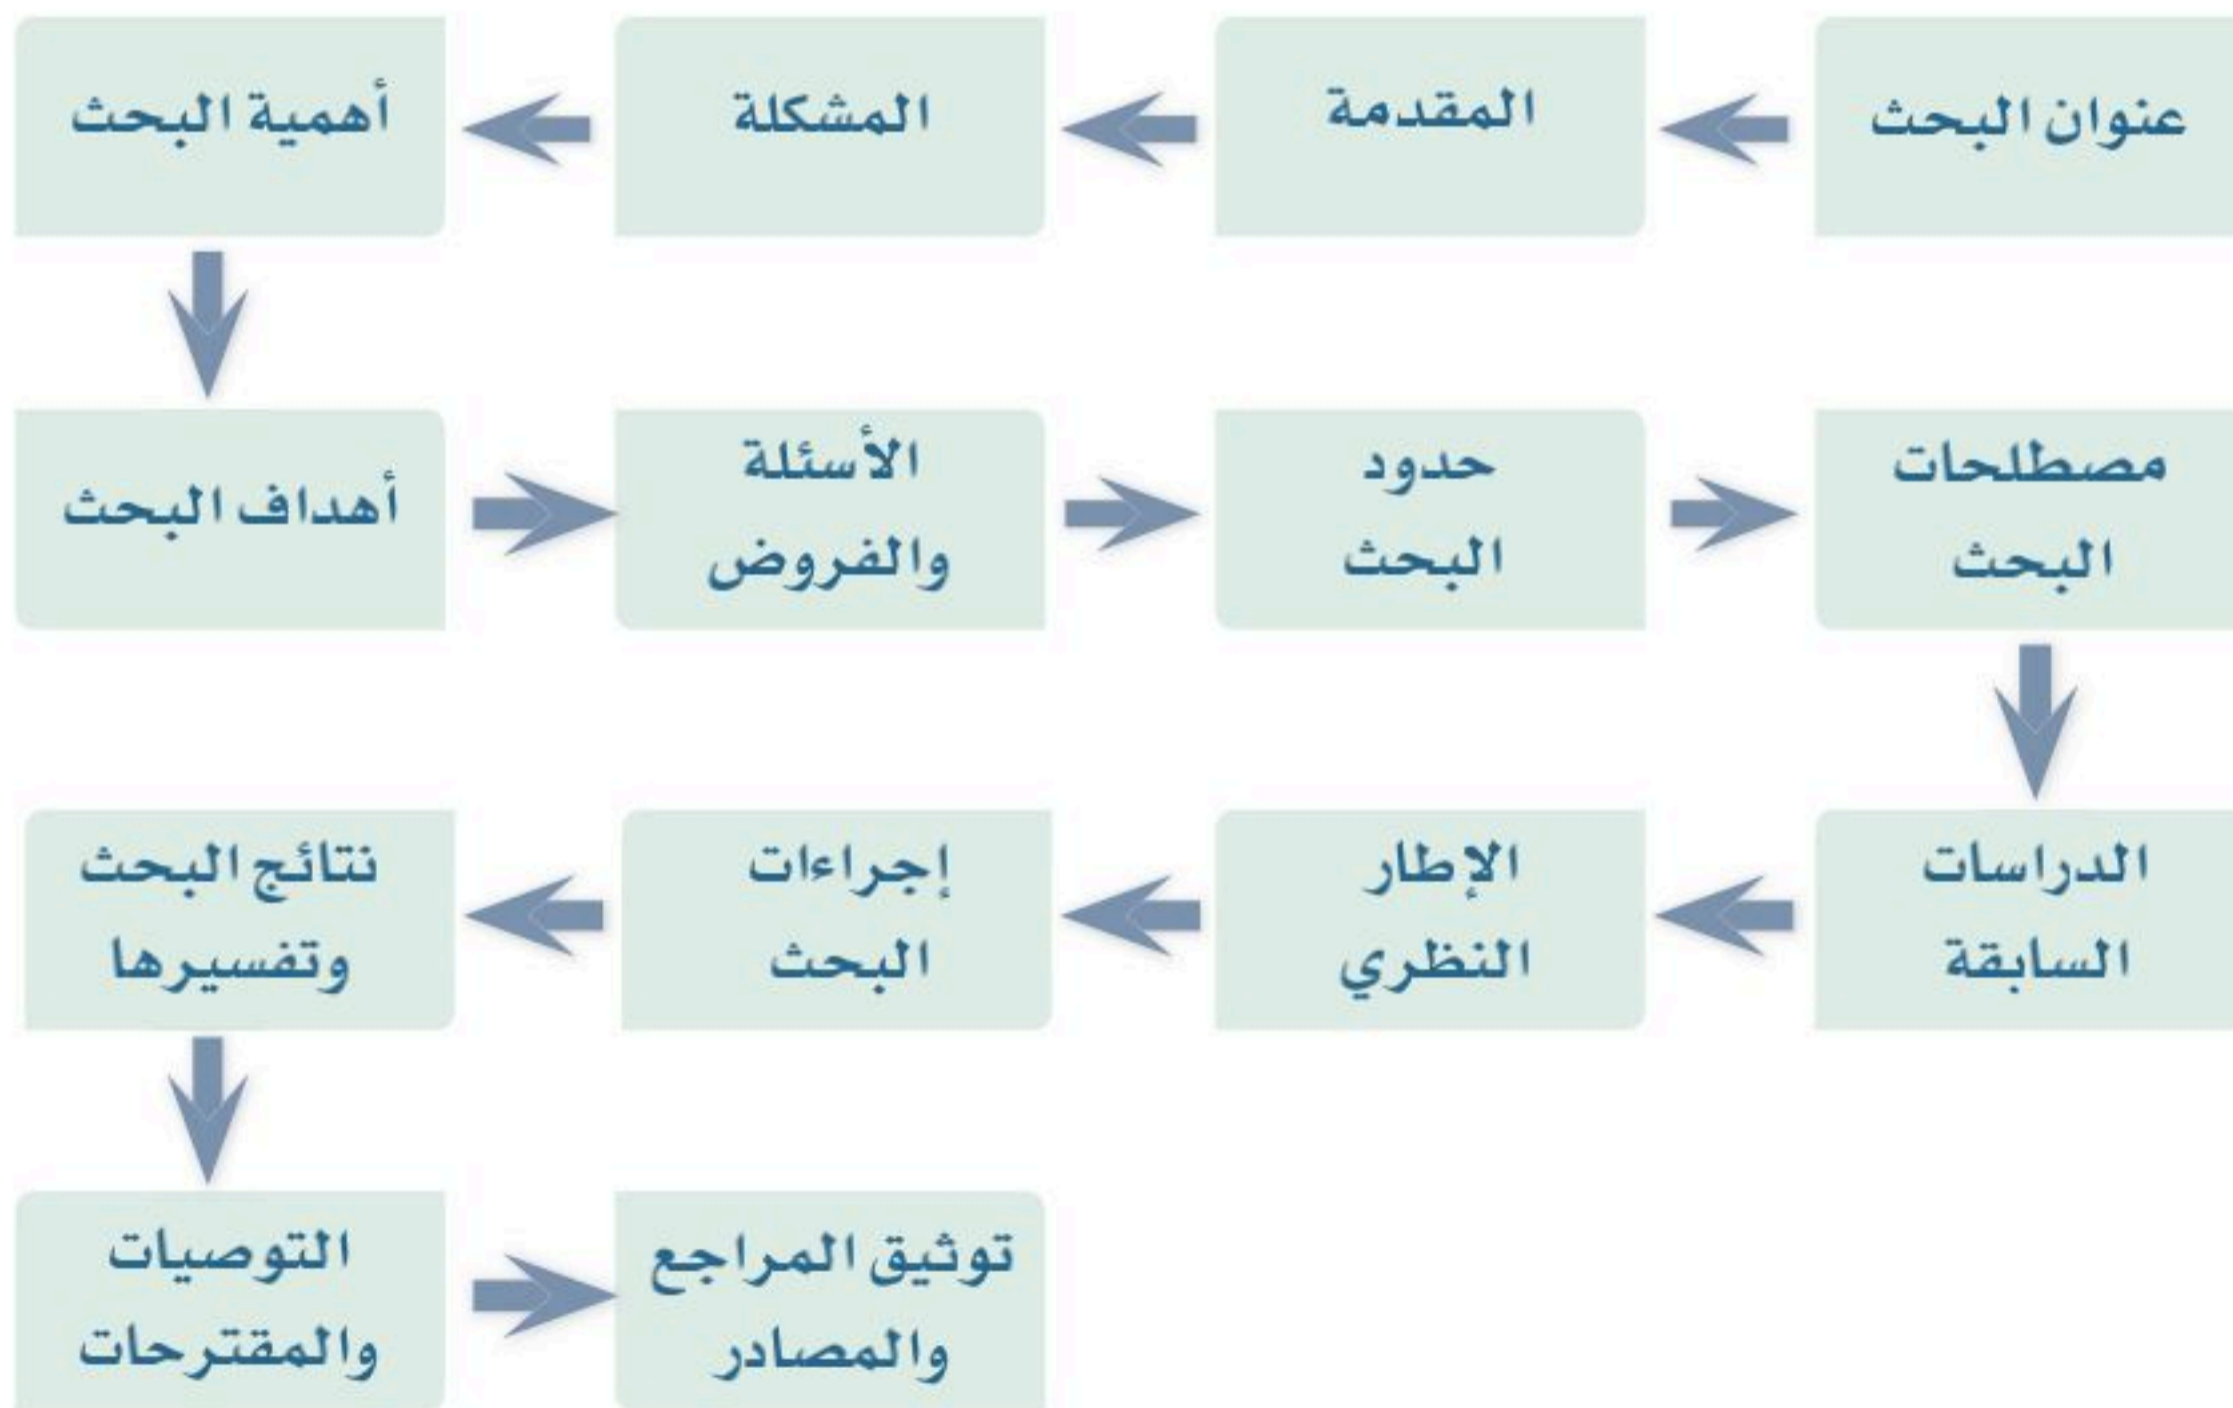 عنوان البحث
المقدمة
المشكلة
أهمية البحث
أهداف البحث
الأسئلة
والفروض
حدود
البحث
مصطلحات
البحث
الدراسات
السابقة
الإطار
النظري
إجراءات
البحث
نتائج البحث
وتفسيرها
التوصيات
والمقترحات
توثيق المراجع
والمصادر